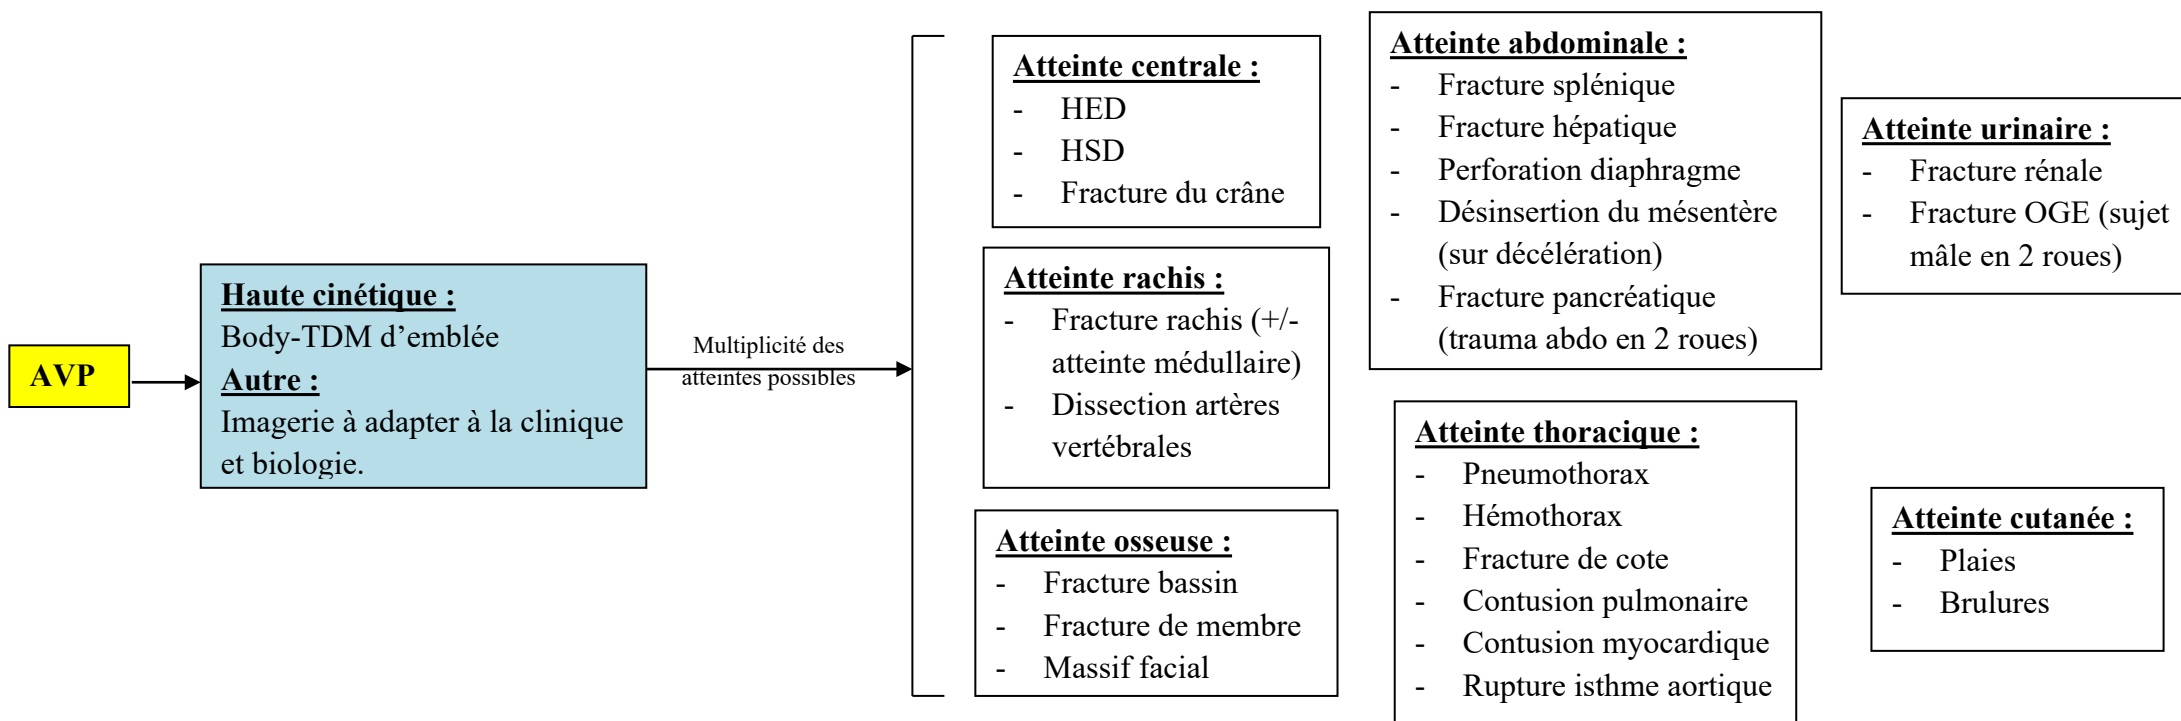 AVP
Haute cinétique :
Body-TDM d’emblée
Autre :
Imagerie à adapter à la clinique
et biologie.
Multiplicité des
atteintes possibles
Atteinte centrale :
- HED
- HSD
- Fracture du crâne
Atteinte rachis :
- Fracture rachis (+/-
atteinte médullaire)
- Dissection artères
vertébrales
Atteinte osseuse :
- Fracture bassin
- Fracture de membre
- Massif facial
Atteinte abdominale :
- Fracture splénique
- Fracture hépatique
- Perforation diaphragme
- Désinsertion du mésentère
(sur décélération)
- Fracture pancréatique
(trauma abdo en 2 roues)
Atteinte thoracique :
- Pneumothorax
- Hémothorax
- Fracture de cote
- Contusion pulmonaire
- Contusion myocardique
- Rupture isthme aortique
Atteinte urinaire :
- Fracture rénale
- Fracture OGE (sujet
mâle en 2 roues)
Atteinte cutanée :
- Plaies
- Brulures